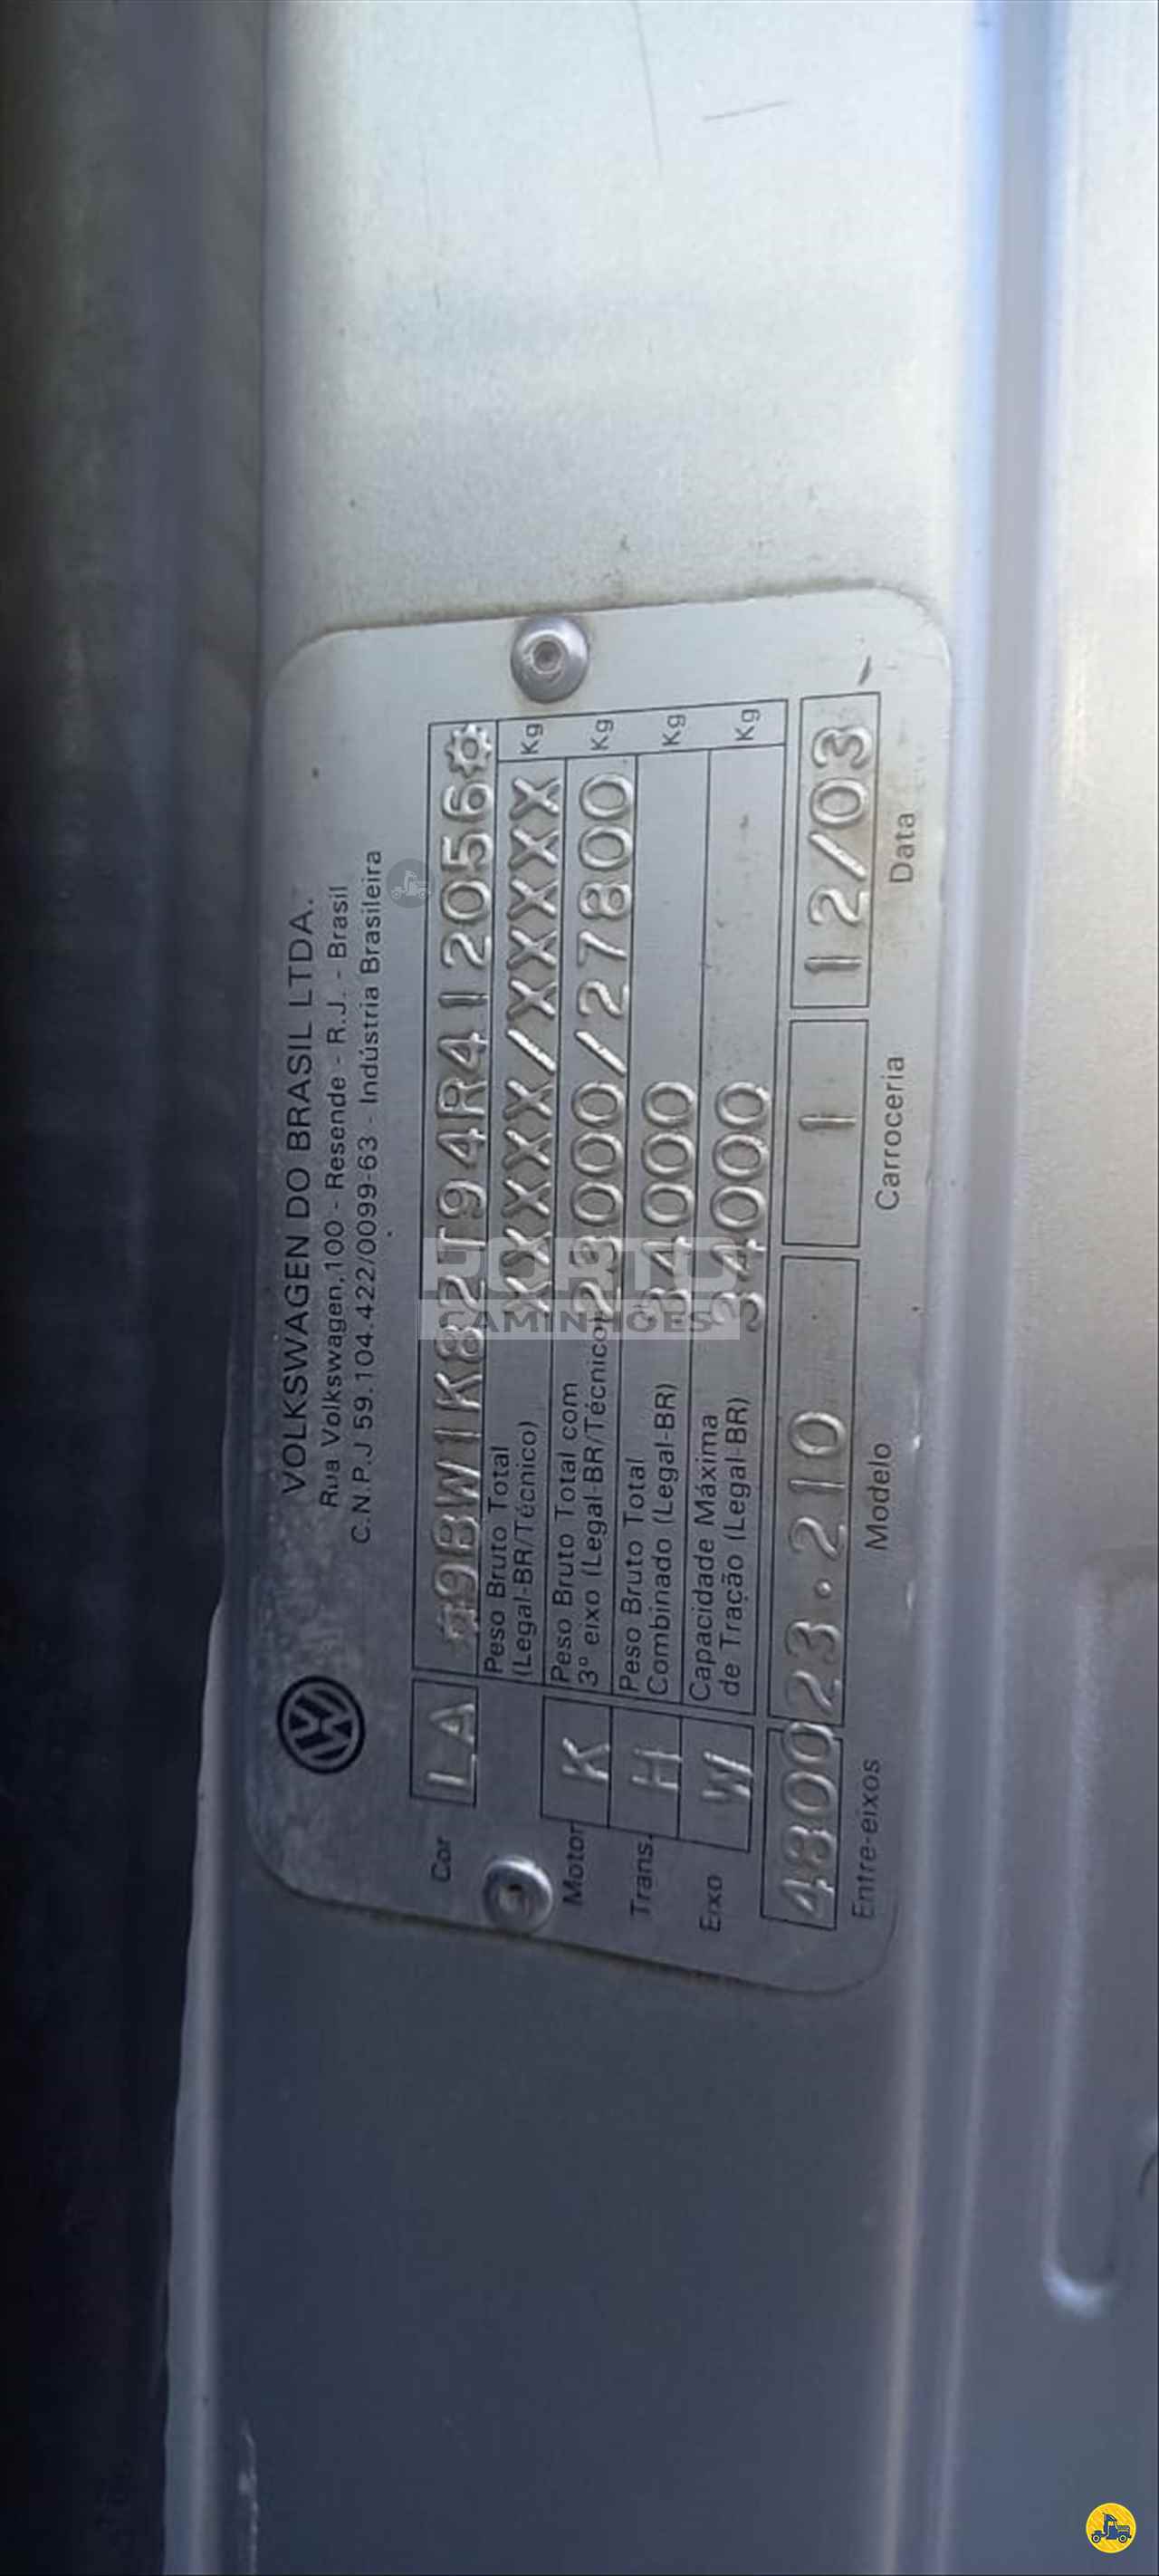 VOLKSWAGEN DO BRASIL LTDA.
Rua Volkswagen,100 - Resende - R.J. - Brasil
C.N.P.J 59.104.422/0099-63 - Indústria Brasileira
Cor LA 9BW1K82T94R412056
Peso Bruto Total
(Legal-BR/Técnico) XXXXX/XXXXX Kg
Motor K Peso Bruto Total com
3º eixo (Legal-BR/Técnico) 23000/27800 Kg
Trans. H Peso Bruto Total
Combinado (Legal-BR) 34000 Kg
Eixo W Capacidade Máxima
de Tração (Legal-BR) 34000 Kg
4800 23.210 1 12/03
Entre-eixos Modelo Carroceria Data
PORTO
CAMINHÕES